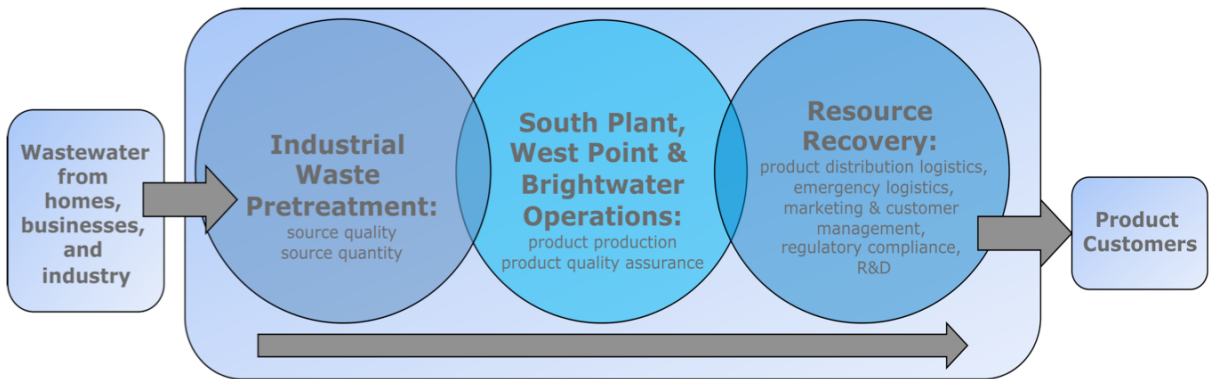 Wastewater
from
homes,
businesses,
and
industry
Industrial
Waste
Pretreatment:
source quality
source quantity
South Plant,
West Point &
Brightwater
Operations:
product production
product quality assurance
Resource
Recovery:
product distribution logistics,
emergency logistics,
marketing & customer
management,
regulatory compliance,
R&D
Product
Customers